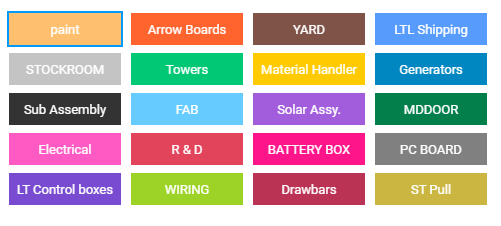 paint
Arrow Boards
YARD
LTL Shipping
STOCKROOM
Towers
Material Handler
Generators
Sub Assembly
FAB
Solar Assy.
MDDOOR
Electrical
R & D
BATTERY BOX
PC BOARD
LT Control boxes
WIRING
Drawbars
ST Pull